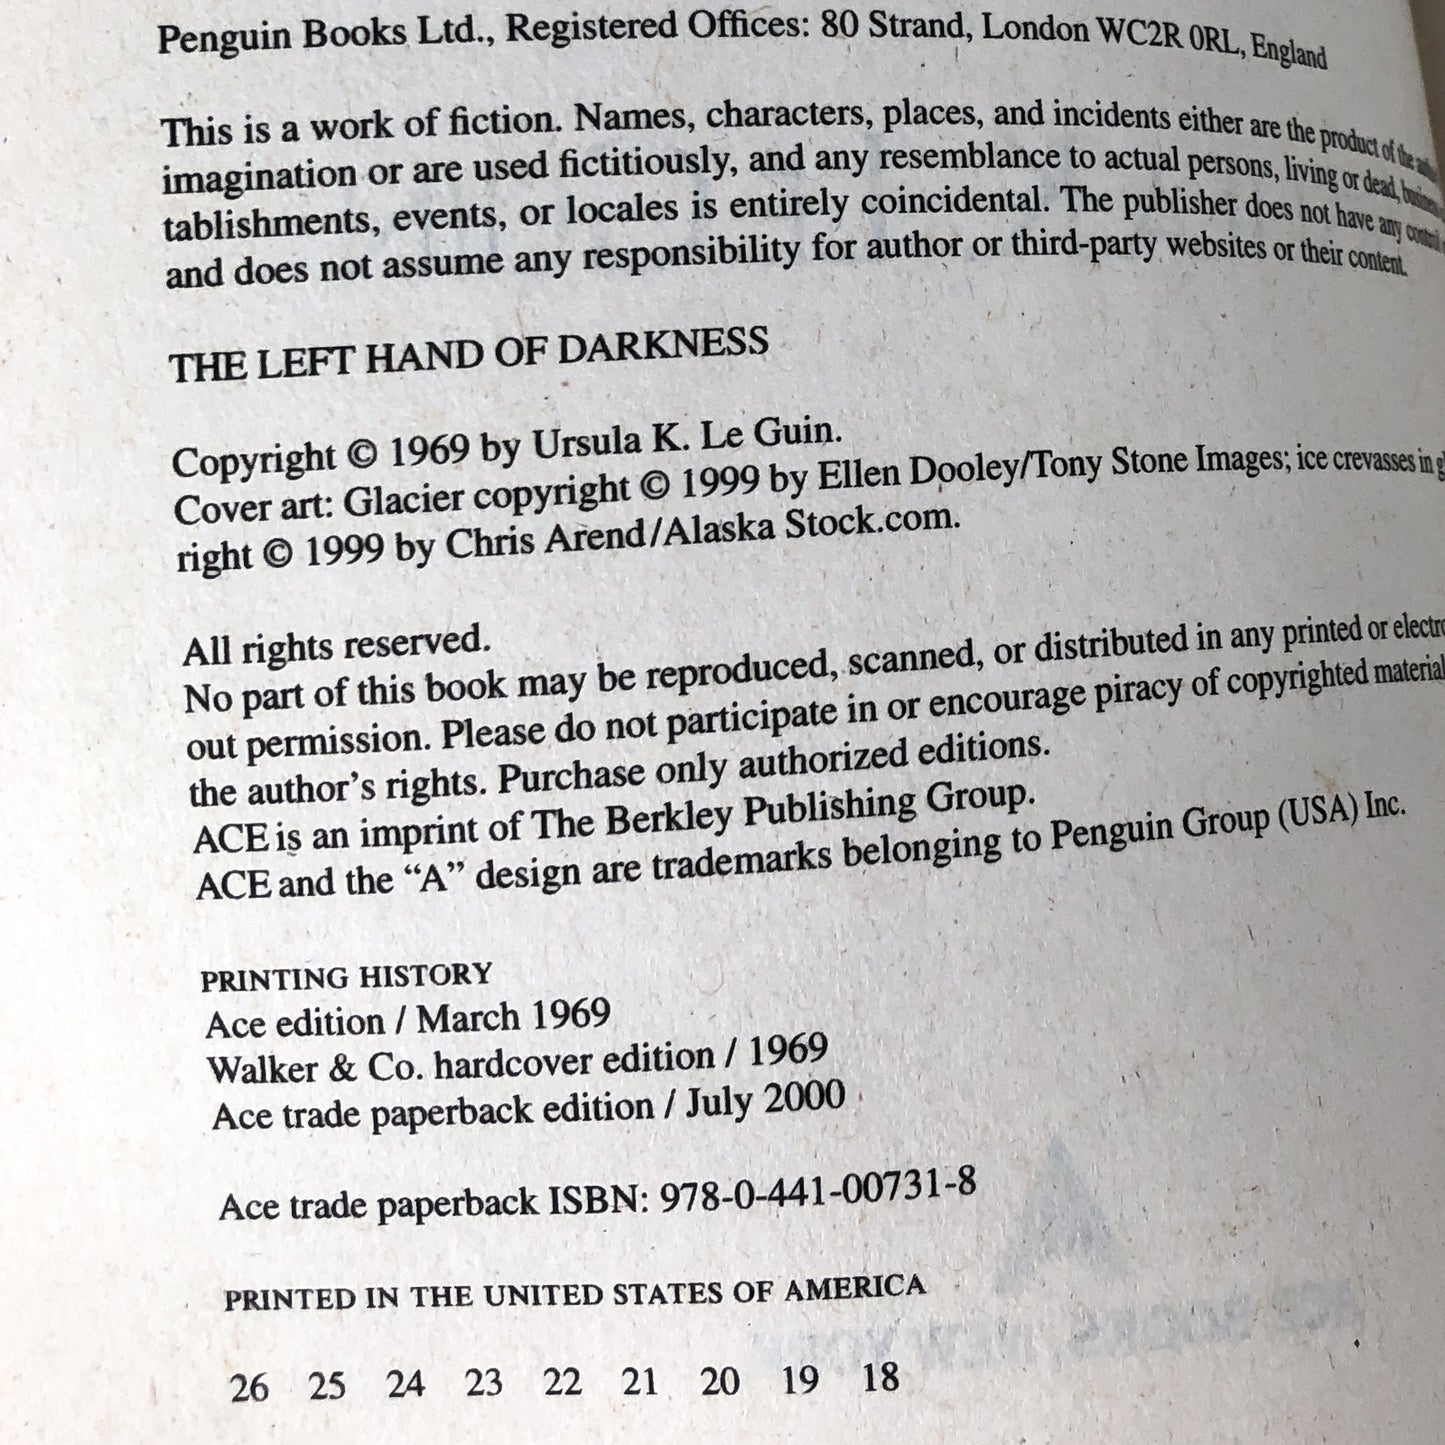 Penguin Books Ltd., Registered Offices: 80 Strand, London WC2R 0RL, England
This is a work of fiction. Names, characters, places, and incidents either are the product of the
imagination or are used fictitiously, and any resemblance to actual persons, living or dead, business
tablishments, events, or locales is entirely coincidental. The publisher does not have any control
and does not assume any responsibility for author or third-party websites or their content.
THE LEFT HAND OF DARKNESS
Copyright © 1969 by Ursula K. Le Guin.
Cover art: Glacier copyright © 1999 by Ellen Dooley/Tony Stone Images; ice crevasses in
right © 1999 by Chris Arend/Alaska Stock.com.
All rights reserved.
No part of this book may be reproduced, scanned, or distributed in any printed or electro
out permission. Please do not participate in or encourage piracy of copyrighted material
the author's rights. Purchase only authorized editions.
ACE is an imprint of The Berkley Publishing Group.
ACE and the “A” design are trademarks belonging to Penguin Group (USA) Inc.
PRINTING HISTORY
Ace edition / March 1969
Walker & Co. hardcover edition / 1969
Ace trade paperback edition / July 2000
Ace trade paperback ISBN: 978-0-441-00731-8
PRINTED IN THE UNITED STATES OF AMERICA
26 25 24 23 22 21 20 19 18